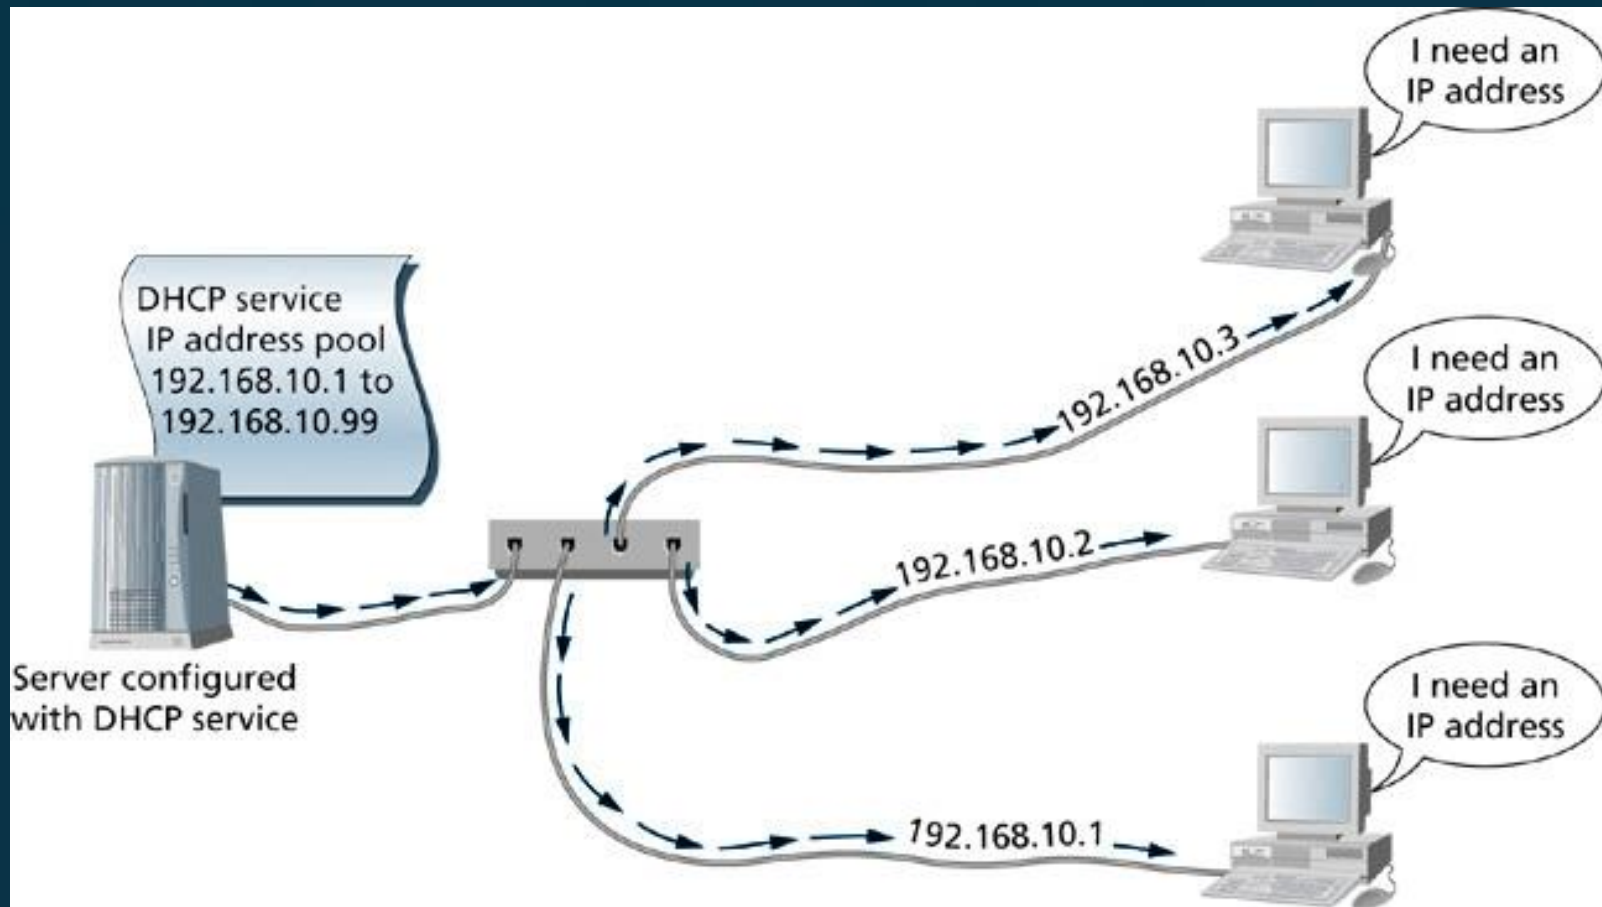 I need an
IP address
DHCP service
IP address pool
192.168.10.1 to
192.168.10.99
192.168.10.3
I need an
IP address
192.168.10.2
Server configured
with DHCP service
I need an
IP address
192.168.10.1